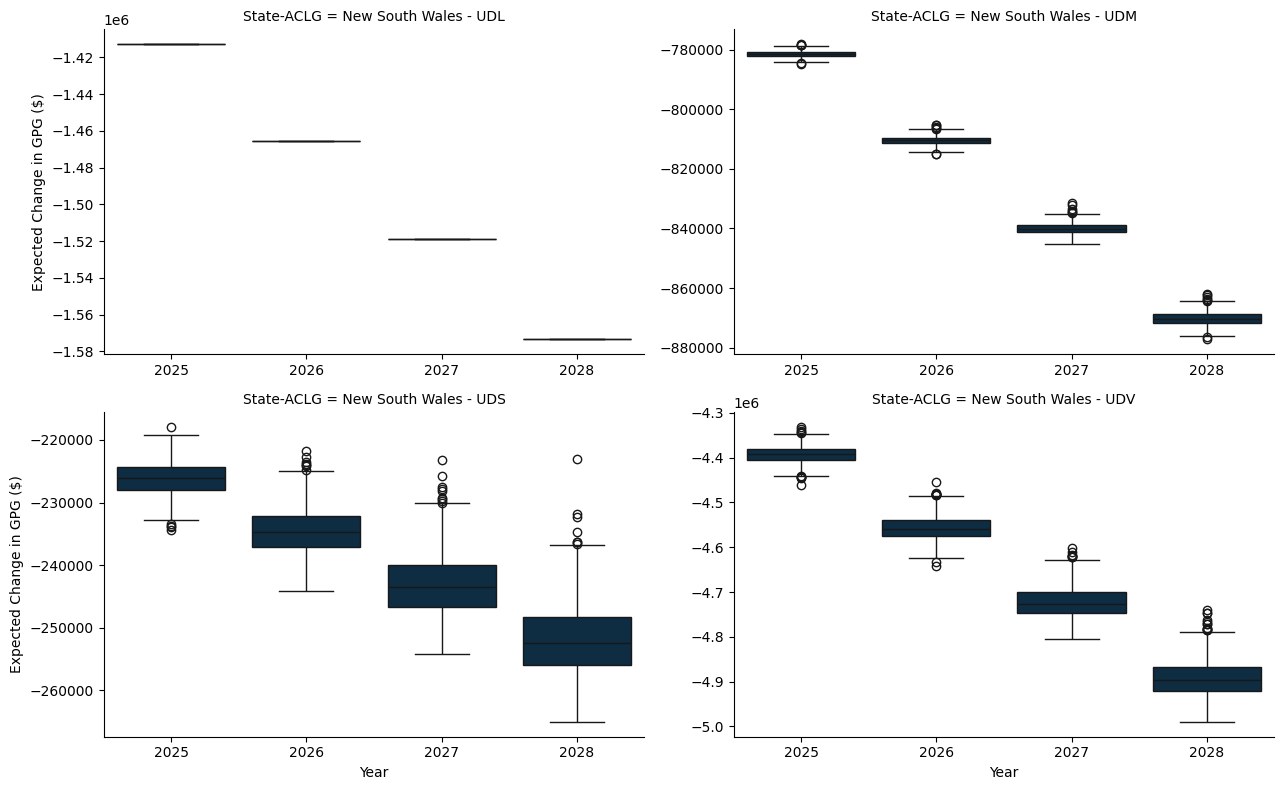 State-ACLG = New South Wales - UDL
1e6
Expected Change in GPG ($)
−1.42
−1.44
−1.46
−1.48
−1.50
−1.52
−1.54
−1.56
−1.58
2025 2026 2027 2028
State-ACLG = New South Wales - UDM
−780000
−800000
−820000
−840000
−860000
−880000
2025 2026 2027 2028
State-ACLG = New South Wales - UDS
Expected Change in GPG ($)
−220000
−230000
−240000
−250000
−260000
2025 2026 2027 2028
Year
State-ACLG = New South Wales - UDV
1e6
−4.3
−4.4
−4.5
−4.6
−4.7
−4.8
−4.9
−5.0
2025 2026 2027 2028
Year